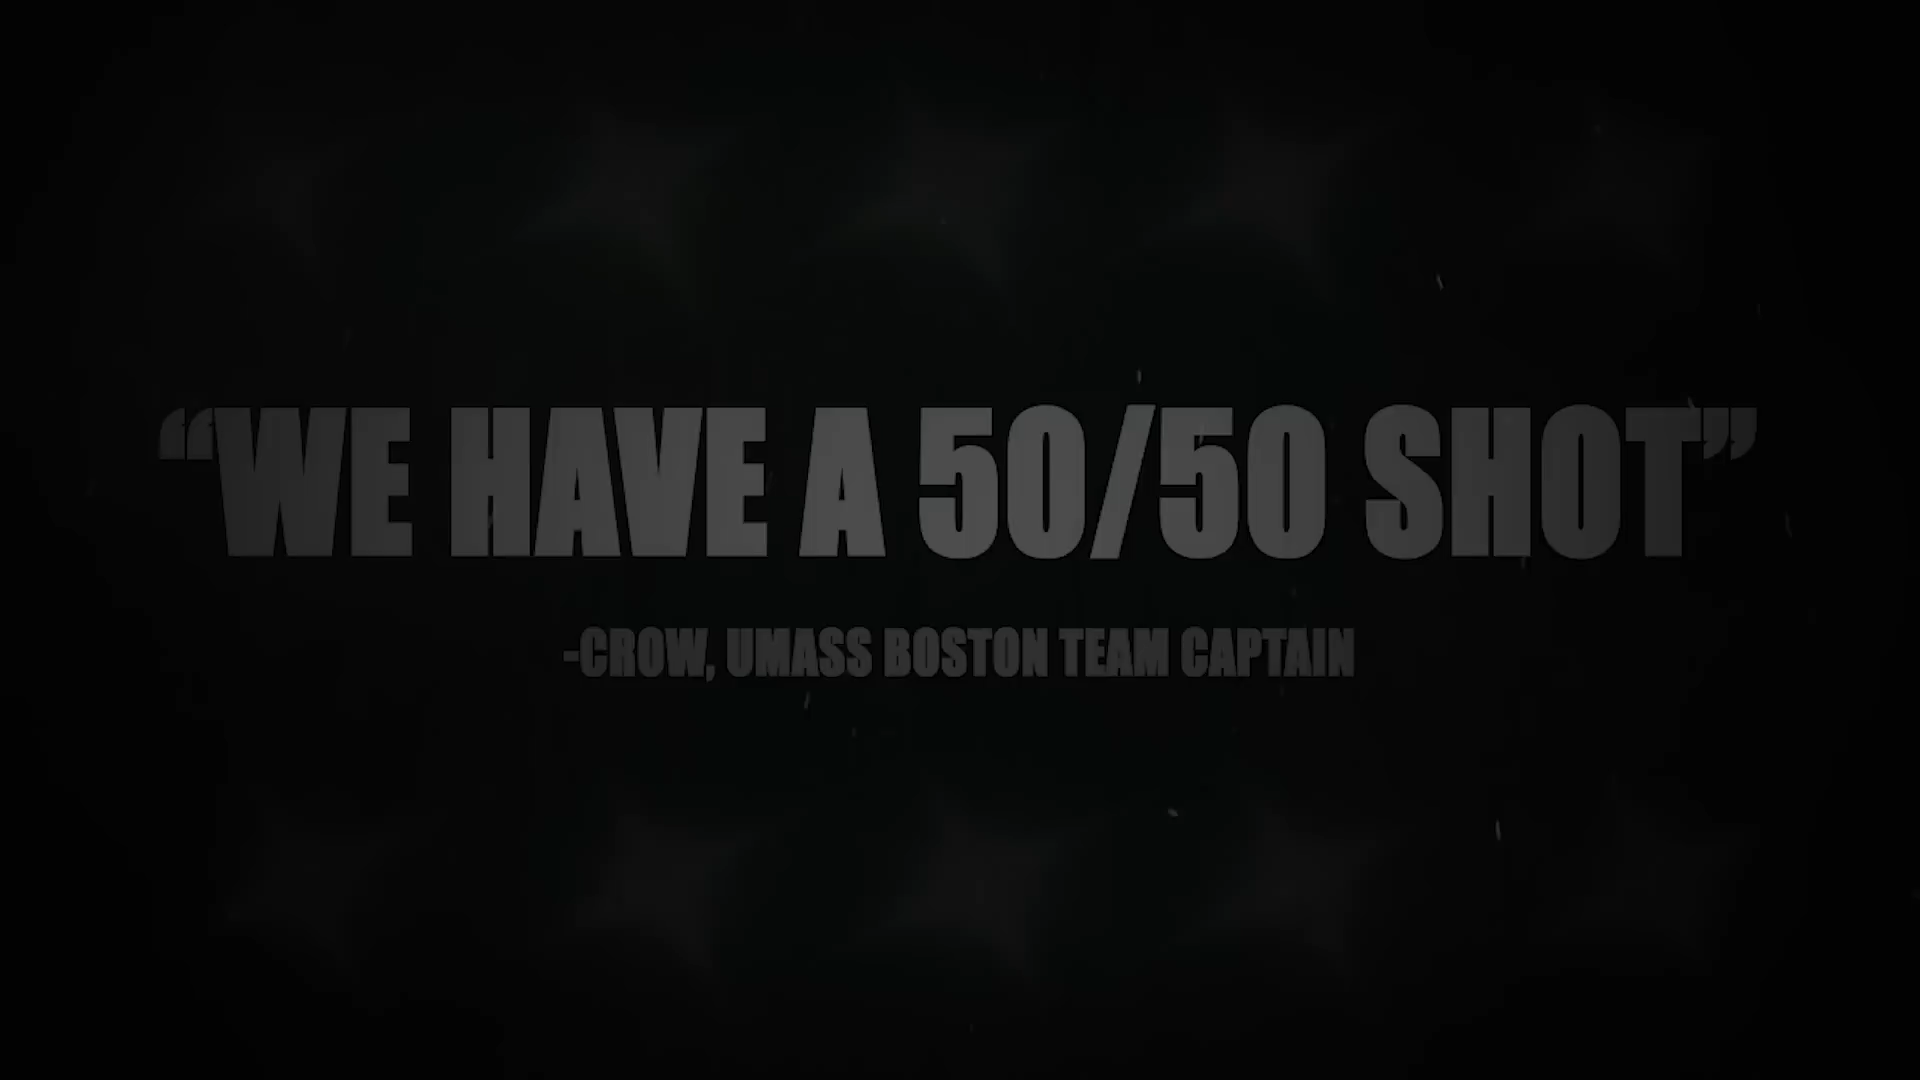 “WE HAVE A 50/50 SHOT”
-CROW, UMASS BOSTON TEAM CAPTAIN